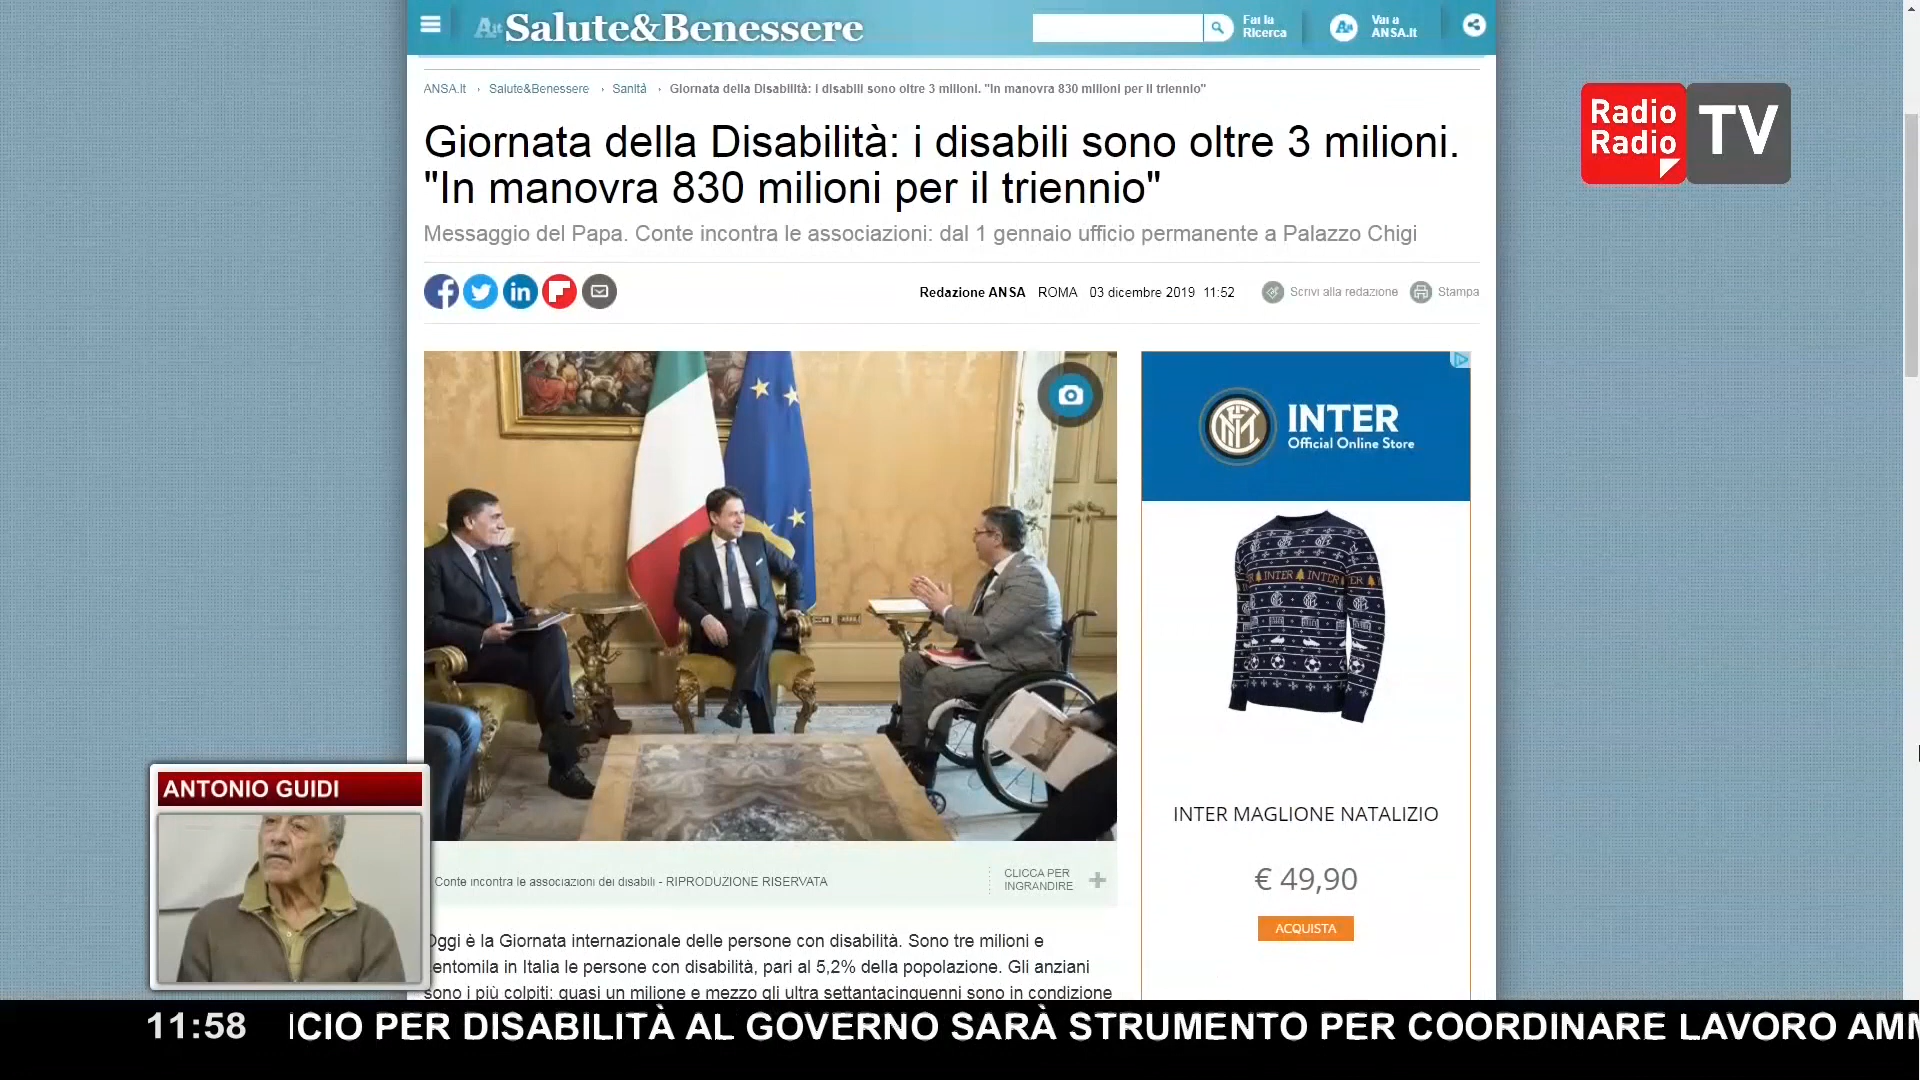 Ait Salute&Benessere
Fai la
Ricerca
Vai a
ANSA.it
ANSA.it › Salute&Benessere › Sanità › Giornata della Disabilità: i disabili sono oltre 3 milioni. "In manovra 830 milioni per il triennio"
Radio
Radio
TV
Giornata della Disabilità: i disabili sono oltre 3 milioni.
"In manovra 830 milioni per il triennio"
Messaggio del Papa. Conte incontra le associazioni: dal 1 gennaio ufficio permanente a Palazzo Chigi
Redazione ANSA ROMA 03 dicembre 2019 11:52 Scrivi alla redazione Stampa
INTER
Official Online Store
INTER INTER
INTER MAGLIONE NATALIZIO
€ 49,90
ACQUISTA
ANTONIO GUIDI
Conte incontra le associazioni dei disabili - RIPRODUZIONE RISERVATA
CLICCA PER
INGRANDIRE
Oggi è la Giornata internazionale delle persone con disabilità. Sono tre milioni e
entomila in Italia le persone con disabilità, pari al 5,2% della popolazione. Gli anziani
sono i più colpiti: quasi un milione e mezzo gli ultra settantacinquenni sono in condizione
11:58 ICIO PER DISABILITÀ AL GOVERNO SARÀ STRUMENTO PER COORDINARE LAVORO AMM